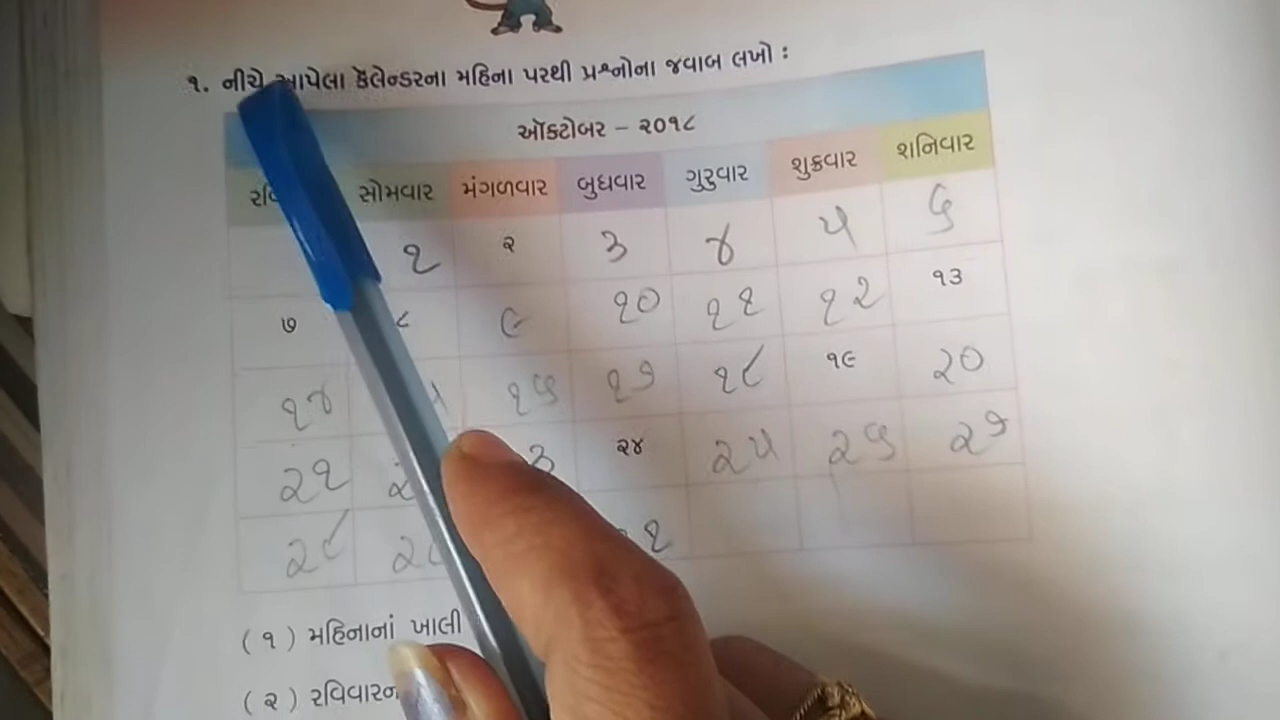 ૧. નીચે આપેલા કૅલેન્ડરના મહિના પરથી પ્રશ્નોના જવાબ લખો :
ઑક્ટોબર – ૨૦૧૮
સોમવાર મંગળવાર બુધવાર ગુરુવાર શુક્રવાર શનિવાર
૧ ૨ ૩ ૪ ૫ ૬
૭ ૮ ૯ ૧૦ ૧૧ ૧૨ ૧૩
૧૪ ૧૬ ૧૭ ૧૮ ૧૯ ૨૦
૨૧ ૨૪ ૨૫ ૨૬ ૨૭
૨૮
(૧) મહિનાનાં ખાલી
(૨)